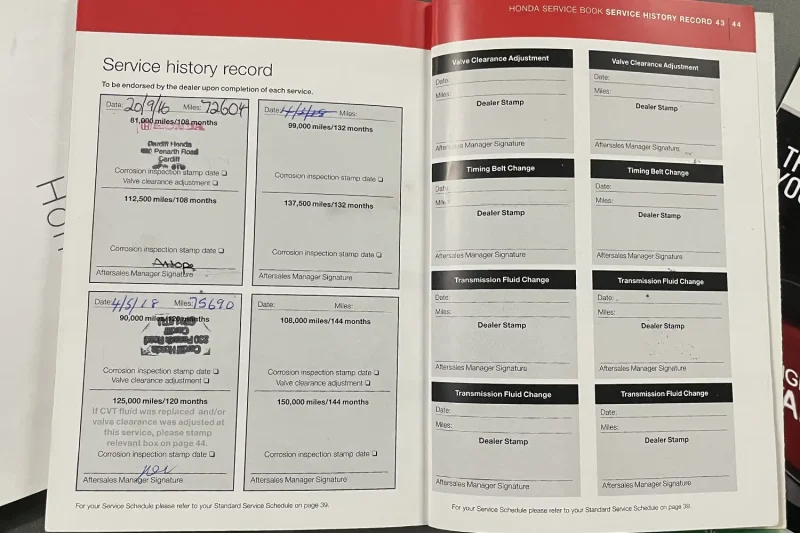 HONDA SERVICE BOOK SERVICE HISTORY RECORD 43 44
Service history record
To be endorsed by the dealer upon completion of each service.
Date: 20/9/16 Miles: 72604
81,000 miles/108 months
Cardiff Honda
Penarth Road
Cardiff
Corrosion inspection stamp date
Valve clearance adjustment
112,500 miles/108 months
Corrosion inspection stamp date
Aftersales Manager Signature
Date: Miles:
99,000 miles/132 months
Corrosion inspection stamp date
137,500 miles/132 months
Corrosion inspection stamp date
Aftersales Manager Signature
Date: 4/5/18 Miles: 75690
90,000 miles/120 months
Cardiff Honda
Penarth Road
Cardiff
Corrosion inspection stamp date
Valve clearance adjustment
125,000 miles/120 months
If CVT fluid was replaced and/or
valve clearance was adjusted at
this service, please stamp
relevant box on page 44.
Corrosion inspection stamp date
Aftersales Manager Signature
Date: Miles:
108,000 miles/144 months
Corrosion inspection stamp date
Valve clearance adjustment
150,000 miles/144 months
Corrosion inspection stamp date
Aftersales Manager Signature
For your Service Schedule please refer to your Standard Service Schedule on page 39.
Valve Clearance Adjustment
Date:
Miles:
Dealer Stamp
Aftersales Manager Signature
Valve Clearance Adjustment
Date:
Miles:
Dealer Stamp
Aftersales Manager Signature
Timing Belt Change
Date:
Miles:
Dealer Stamp
Aftersales Manager Signature
Timing Belt Change
Date:
Miles:
Dealer Stamp
Aftersales Manager Signature
Transmission Fluid Change
Date:
Miles:
Dealer Stamp
Aftersales Manager Signature
Transmission Fluid Change
Date:
Miles:
Dealer Stamp
Aftersales Manager Signature
Transmission Fluid Change
Date:
Miles:
Dealer Stamp
Aftersales Manager Signature
Transmission Fluid Change
Date:
Miles:
Dealer Stamp
Aftersales Manager Signature
For your Service Schedule please refer to your Standard Service Schedule on page 39.